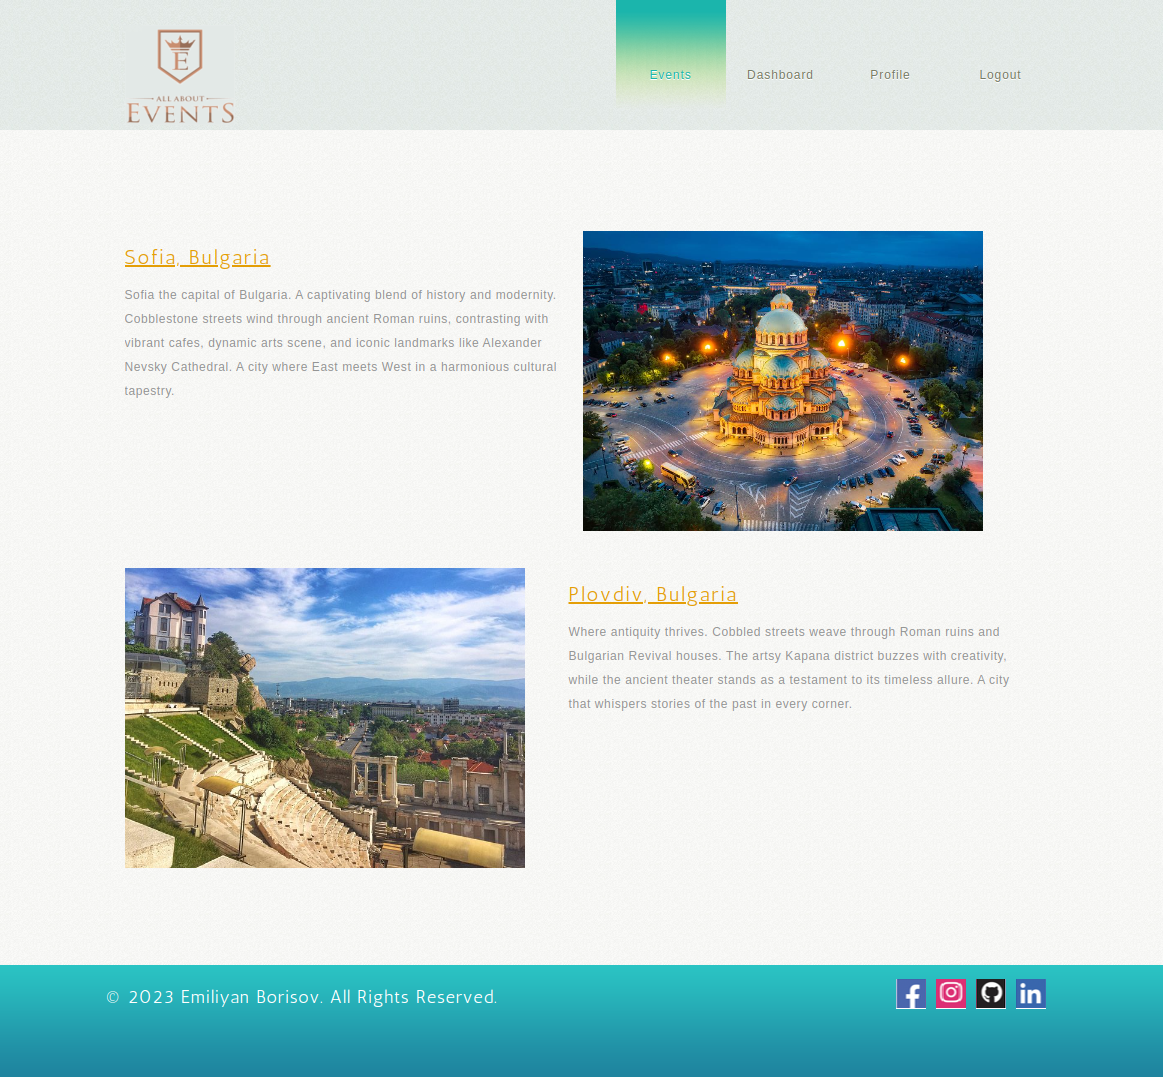 E
ALL ABOUT
EVENTS
Events Dashboard Profile Logout
Sofia, Bulgaria
Sofia the capital of Bulgaria. A captivating blend of history and modernity.
Cobblestone streets wind through ancient Roman ruins, contrasting with
vibrant cafes, dynamic arts scene, and iconic landmarks like Alexander
Nevsky Cathedral. A city where East meets West in a harmonious cultural
tapestry.
Plovdiv, Bulgaria
Where antiquity thrives. Cobbled streets weave through Roman ruins and
Bulgarian Revival houses. The artsy Kapana district buzzes with creativity,
while the ancient theater stands as a testament to its timeless allure. A city
that whispers stories of the past in every corner.
© 2023 Emiliyan Borisov. All Rights Reserved.
f
in